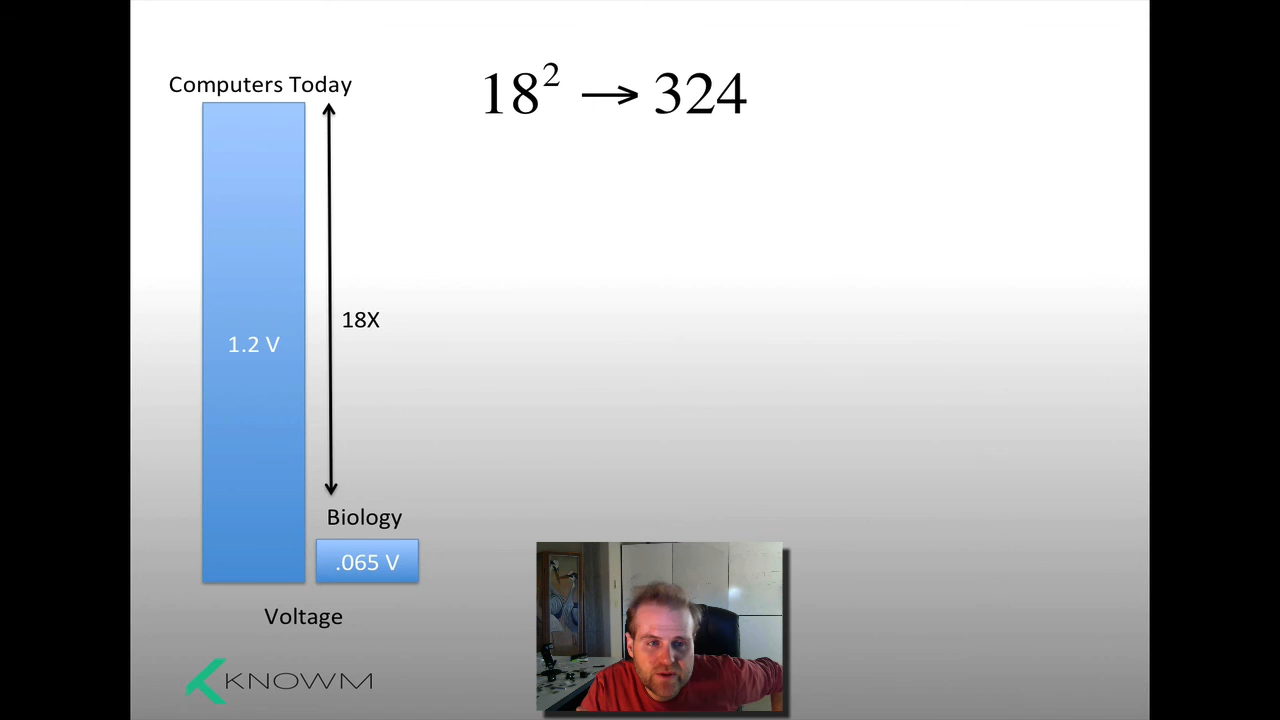 Computers Today
18² → 324
18X
1.2 V
Biology
.065 V
Voltage
KNOWM